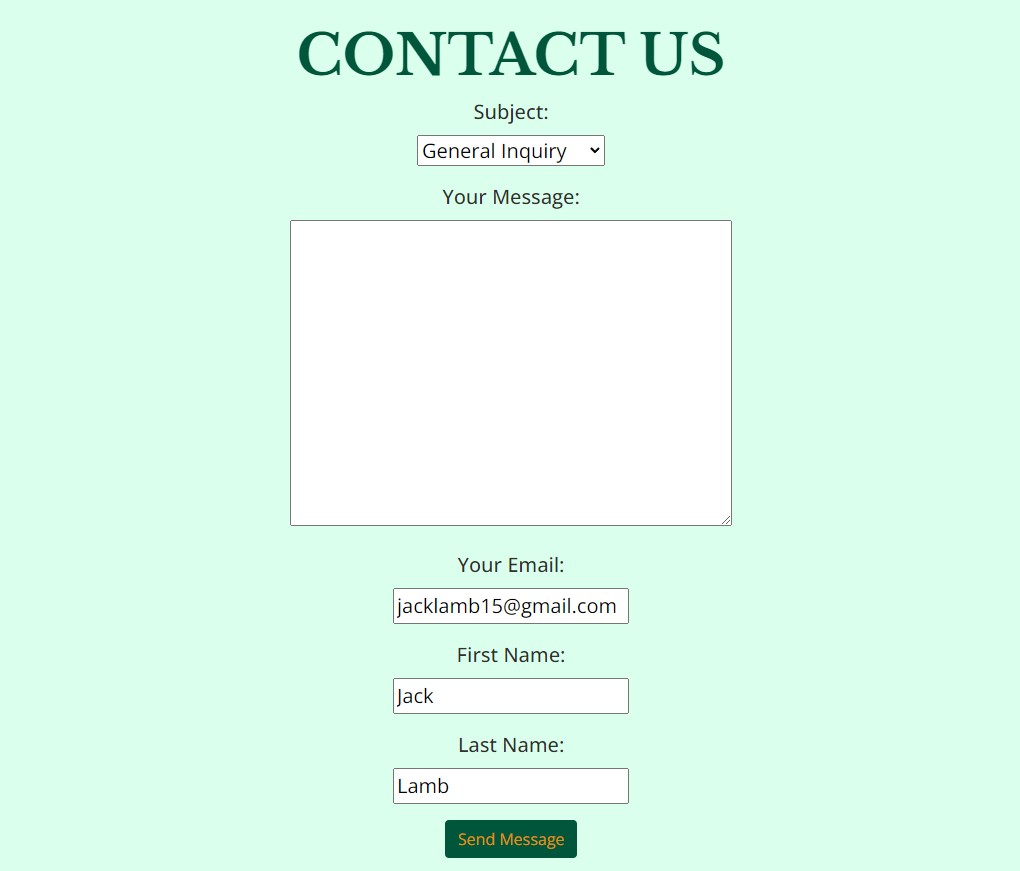 CONTACT US
Subject:
General Inquiry
Your Message:
Your Email:
jacklamb15@gmail.com
First Name:
Jack
Last Name:
Lamb
Send Message